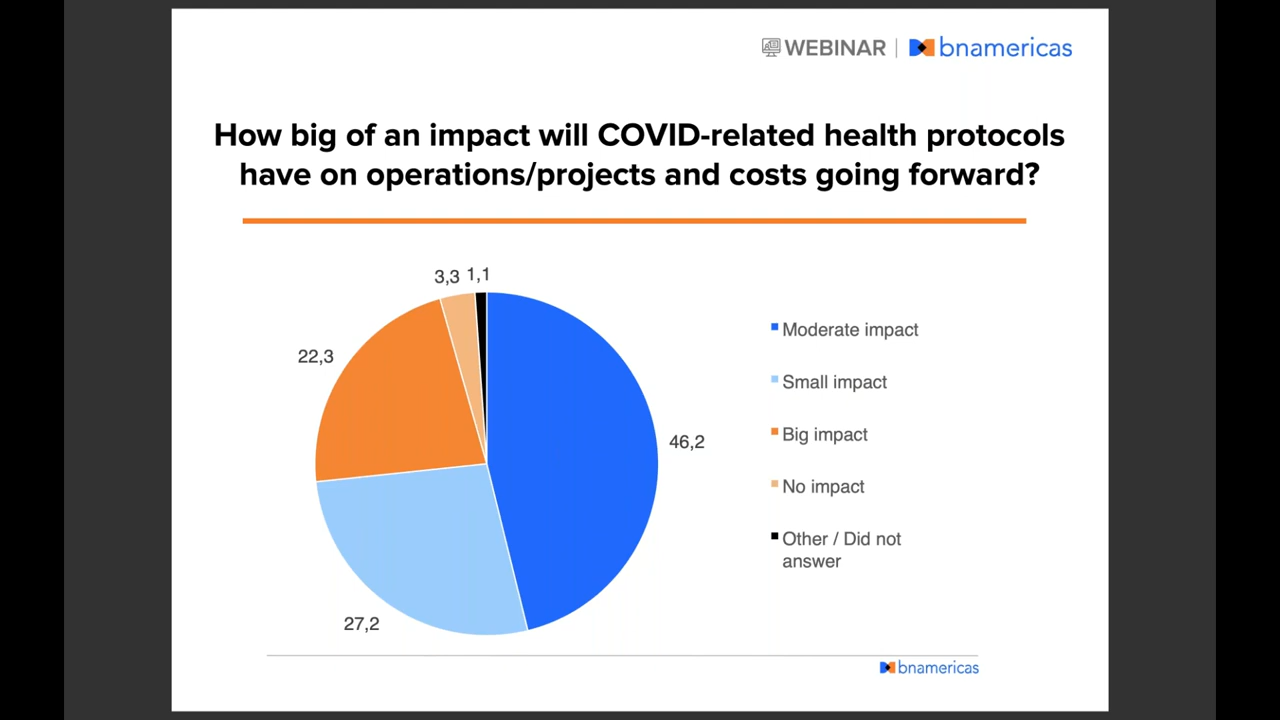 WEBINAR | bnamericas
How big of an impact will COVID-related health protocols
have on operations/projects and costs going forward?
3,3 1,1
22,3
46,2
27,2
Moderate impact
Small impact
Big impact
No impact
Other / Did not
answer
bnamericas